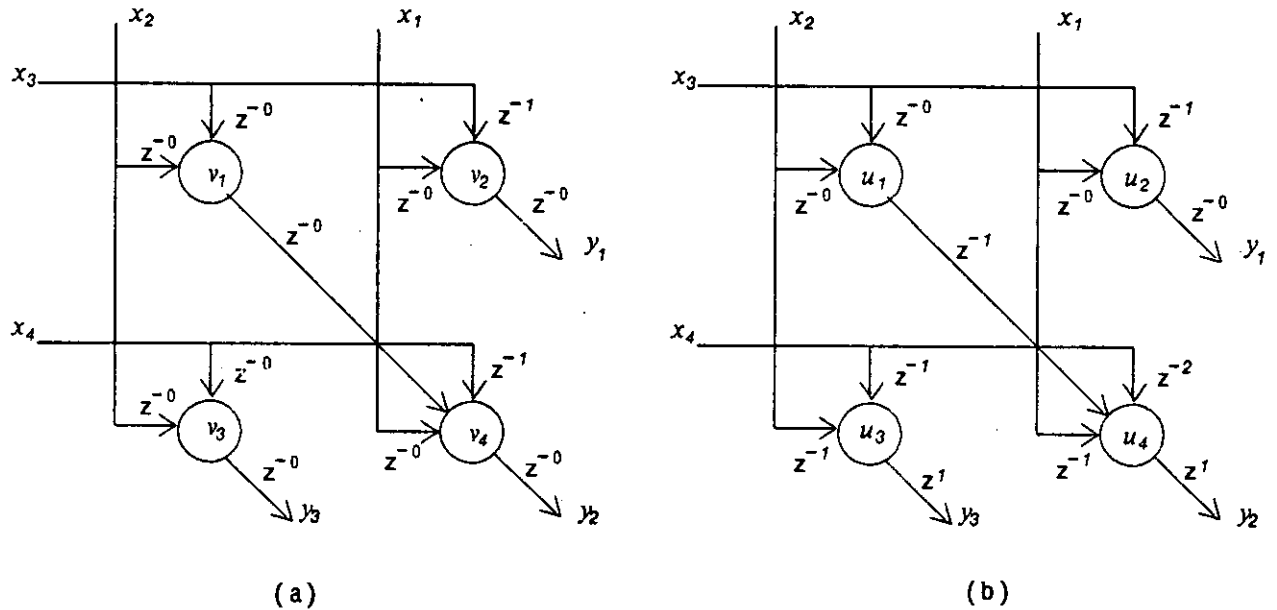 x₂ x₁ x₂ x₁
x₃ x₃
z⁻⁰ z⁻¹ z⁻⁰ z⁻¹
z⁻⁰ v₁ v₂ u₁ u₂
z⁻⁰ z⁻⁰ z⁻⁰ z⁻⁰ z⁻⁰
z⁻⁰ y₁ z⁻¹ y₁
x₄ x₄
z⁻⁰ z⁻¹ z⁻¹ z⁻²
z⁻⁰ v₃ v₄ u₃ u₄
z⁻⁰ z⁻⁰ z⁻⁰ z⁻¹ z¹ z⁻¹ z¹
y₃ y₂ y₃ y₂
(a) (b)